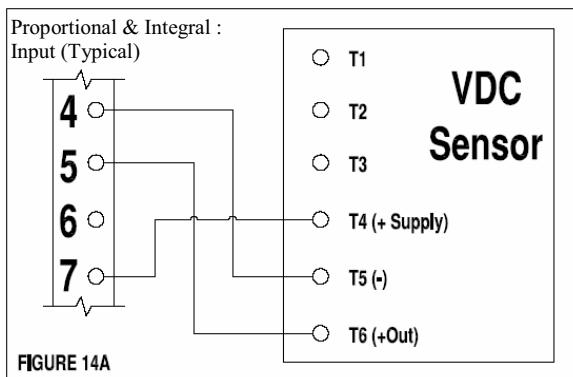 Proportional & Integral :
Input (Typical)
4
5
6
7
T1
T2
T3
T4 (+ Supply)
T5 (-)
T6 (+Out)
VDC
Sensor
FIGURE 14A